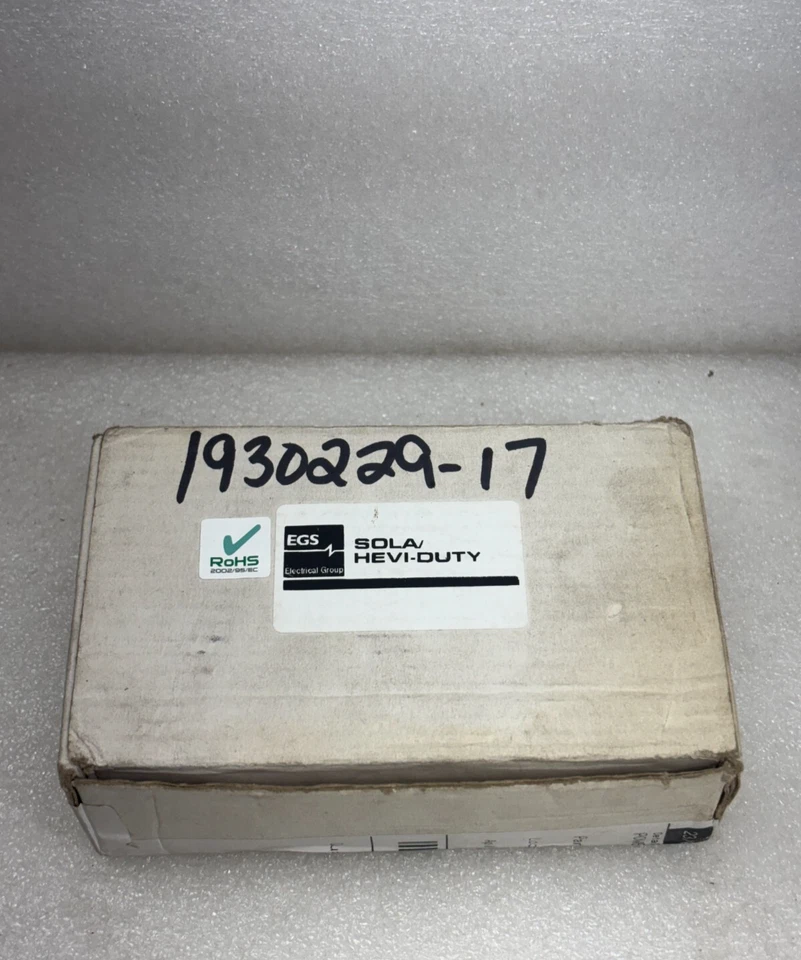 1930229-17
RoHS
2002/95/EC
EGS
Electrical Group
SOLA/
HEVI-DUTY